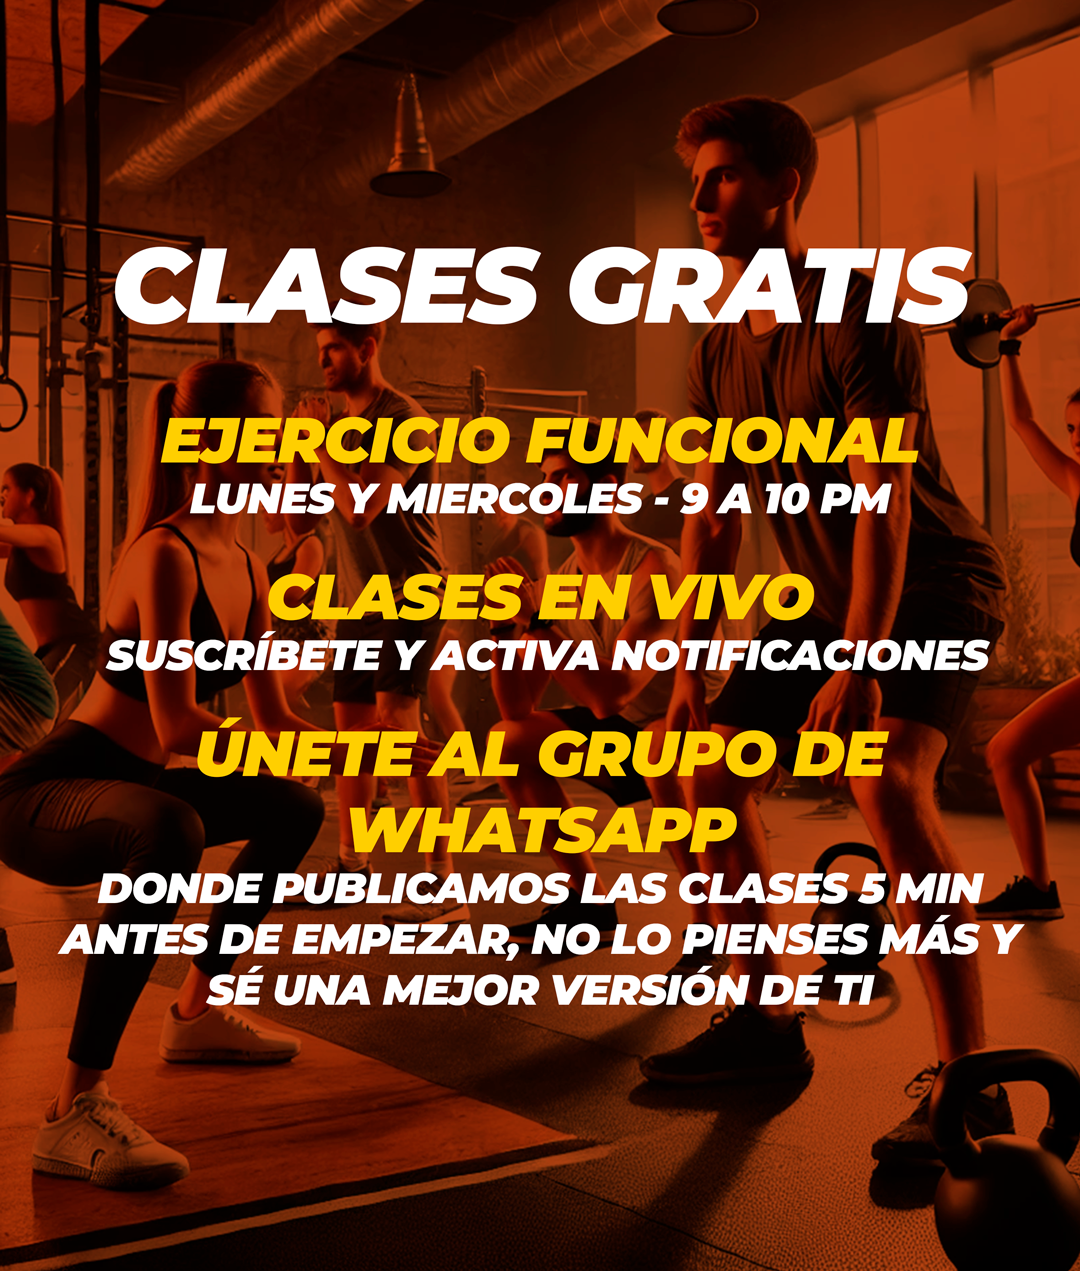 CLASES GRATIS
EJERCICIO FUNCIONAL
LUNES Y MIERCOLES - 9 A 10 PM
CLASES EN VIVO
SUSCRÍBETE Y ACTIVA NOTIFICACIONES
ÚNETE AL GRUPO DE
WHATSAPP
DONDE PUBLICAMOS LAS CLASES 5 MIN
ANTES DE EMPEZAR, NO LO PIENSES MÁS Y
SÉ UNA MEJOR VERSIÓN DE TI